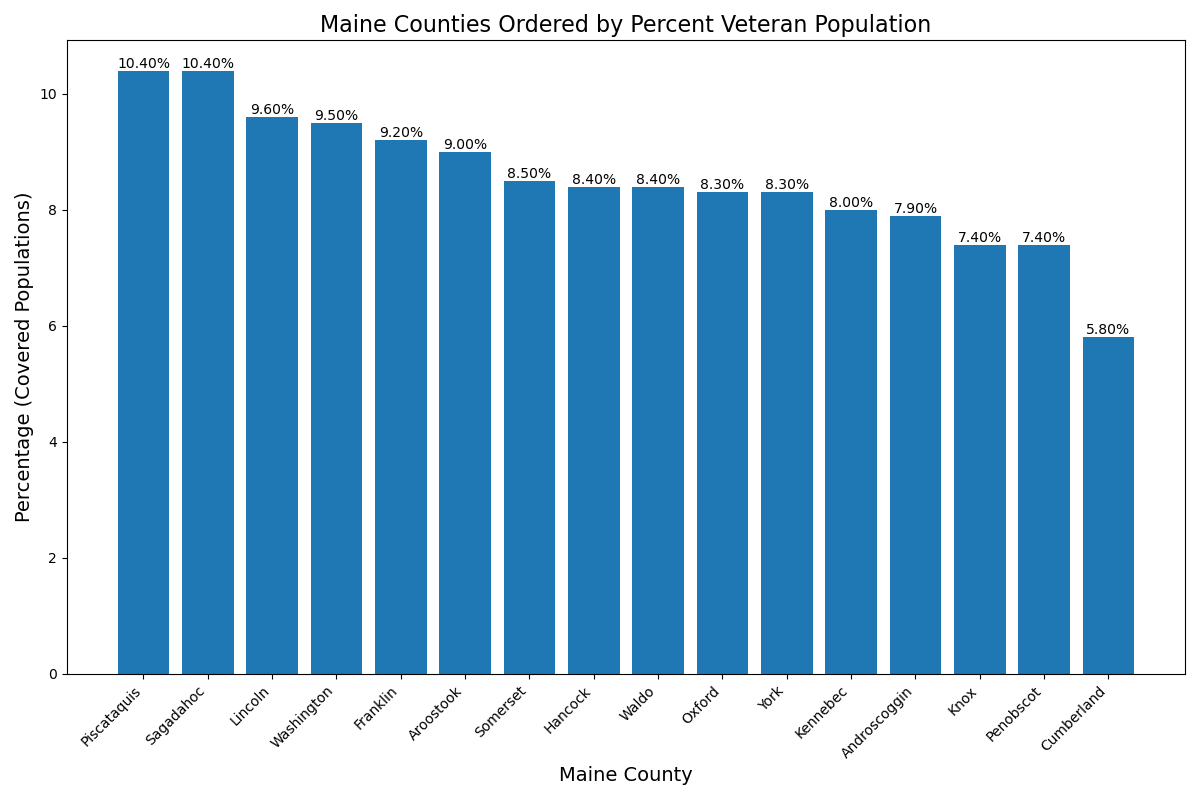 Maine Counties Ordered by Percent Veteran Population
Percentage (Covered Populations)
10
8
6
4
2
0
10.40%
10.40%
9.60%
9.50%
9.20%
9.00%
8.50%
8.40%
8.40%
8.30%
8.30%
8.00%
7.90%
7.40%
7.40%
5.80%
Piscataquis
Sagadahoc
Lincoln
Washington
Franklin
Aroostook
Somerset
Hancock
Waldo
Oxford
York
Kennebec
Androscoggin
Knox
Penobscot
Cumberland
Maine County